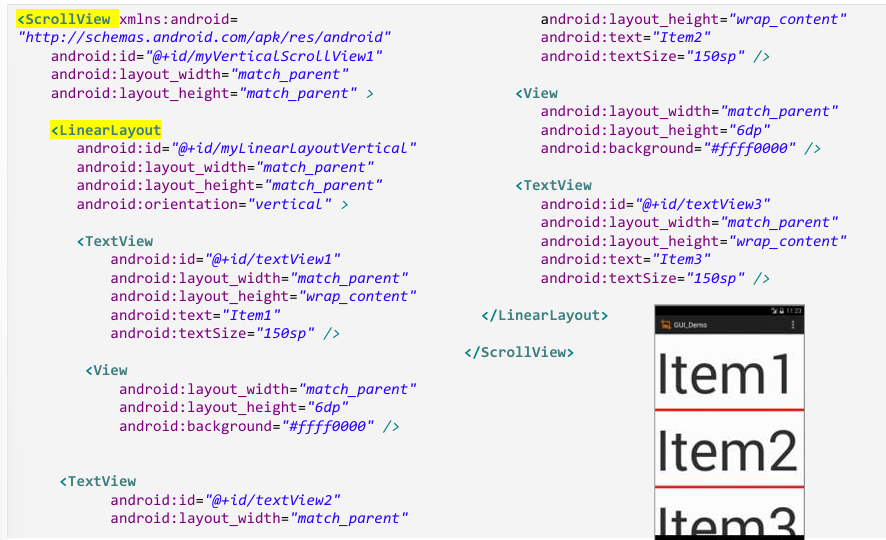 <ScrollView xmlns:android=
"http://schemas.android.com/apk/res/android"
android:id="@+id/myVerticalScrollView1"
android:layout_width="match_parent"
android:layout_height="match_parent" >
<LinearLayout
android:id="@+id/myLinearLayoutVertical"
android:layout_width="match_parent"
android:layout_height="match_parent"
android:orientation="vertical" >
<TextView
android:id="@+id/textView1"
android:layout_width="match_parent"
android:layout_height="wrap_content"
android:text="Item1"
android:textSize="150sp" />
<View
android:layout_width="match_parent"
android:layout_height="6dp"
android:background="#ffff0000" />
<TextView
android:id="@+id/textView2"
android:layout_width="match_parent"
android:layout_height="wrap_content"
android:text="Item2"
android:textSize="150sp" />
<View
android:layout_width="match_parent"
android:layout_height="6dp"
android:background="#ffff0000" />
<TextView
android:id="@+id/textView3"
android:layout_width="match_parent"
android:layout_height="wrap_content"
android:text="Item3"
android:textSize="150sp" />
</LinearLayout>
</ScrollView>
11:23
GUI_Demo
Item1
Item2
Item3